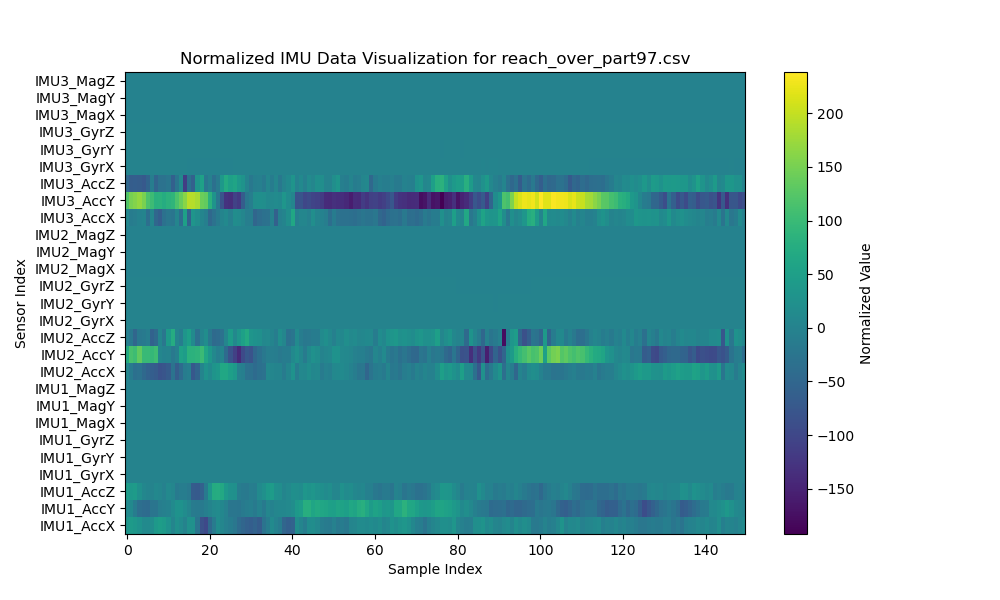 Normalized IMU Data Visualization for reach_over_part97.csv
IMU3_MagZ
IMU3_MagY
IMU3_MagX
IMU3_GyrZ
IMU3_GyrY
IMU3_GyrX
IMU3_AccZ
IMU3_AccY
IMU3_AccX
IMU2_MagZ
IMU2_MagY
IMU2_MagX
IMU2_GyrZ
IMU2_GyrY
IMU2_GyrX
IMU2_AccZ
IMU2_AccY
IMU2_AccX
IMU1_MagZ
IMU1_MagY
IMU1_MagX
IMU1_GyrZ
IMU1_GyrY
IMU1_GyrX
IMU1_AccZ
IMU1_AccY
IMU1_AccX
Sensor Index
0 20 40 60 80 100 120 140
Sample Index
200
150
100
50
0
−50
−100
−150
Normalized Value